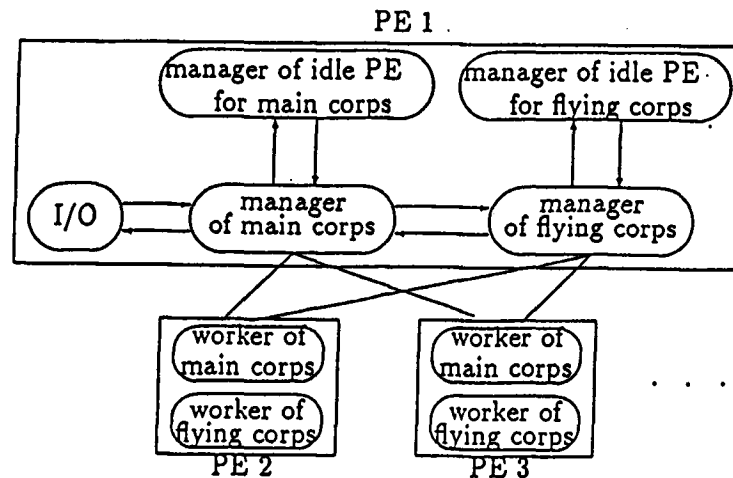 PE 1
manager of idle PE
for main corps
manager of idle PE
for flying corps
I/O
manager
of main corps
manager
of flying corps
worker of
main corps
worker of
flying corps
PE 2
worker of
main corps
worker of
flying corps
PE 3
. . .